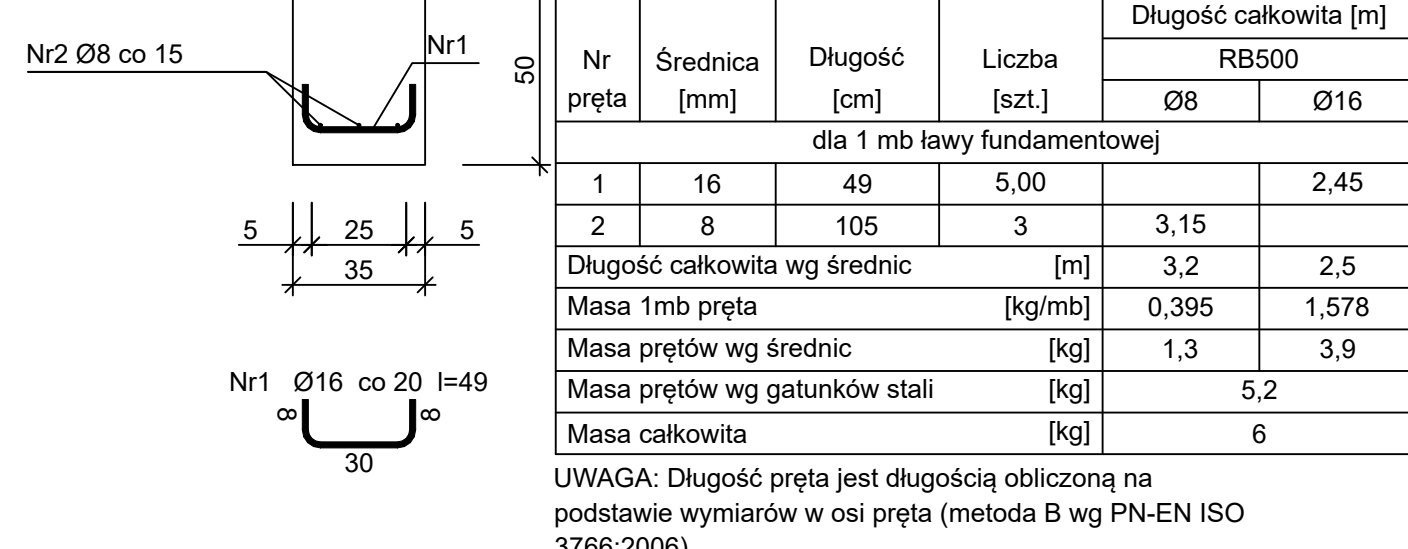 Nr2 Ø8 co 15
Nr1
50
5 25 5
35
Nr1 Ø16 co 20 l=49
8 8
30
Długość całkowita [m]
Nr pręta Średnica [mm] Długość [cm] Liczba [szt.] RB500
Ø8 Ø16
dla 1 mb ławy fundamentowej
1 16 49 5,00 2,45
2 8 105 3 3,15
Długość całkowita wg średnic [m] 3,2 2,5
Masa 1mb pręta [kg/mb] 0,395 1,578
Masa prętów wg średnic [kg] 1,3 3,9
Masa prętów wg gatunków stali [kg] 5,2
Masa całkowita [kg] 6
UWAGA: Długość pręta jest długością obliczoną na
podstawie wymiarów w osi pręta (metoda B wg PN-EN ISO
3766:2006)